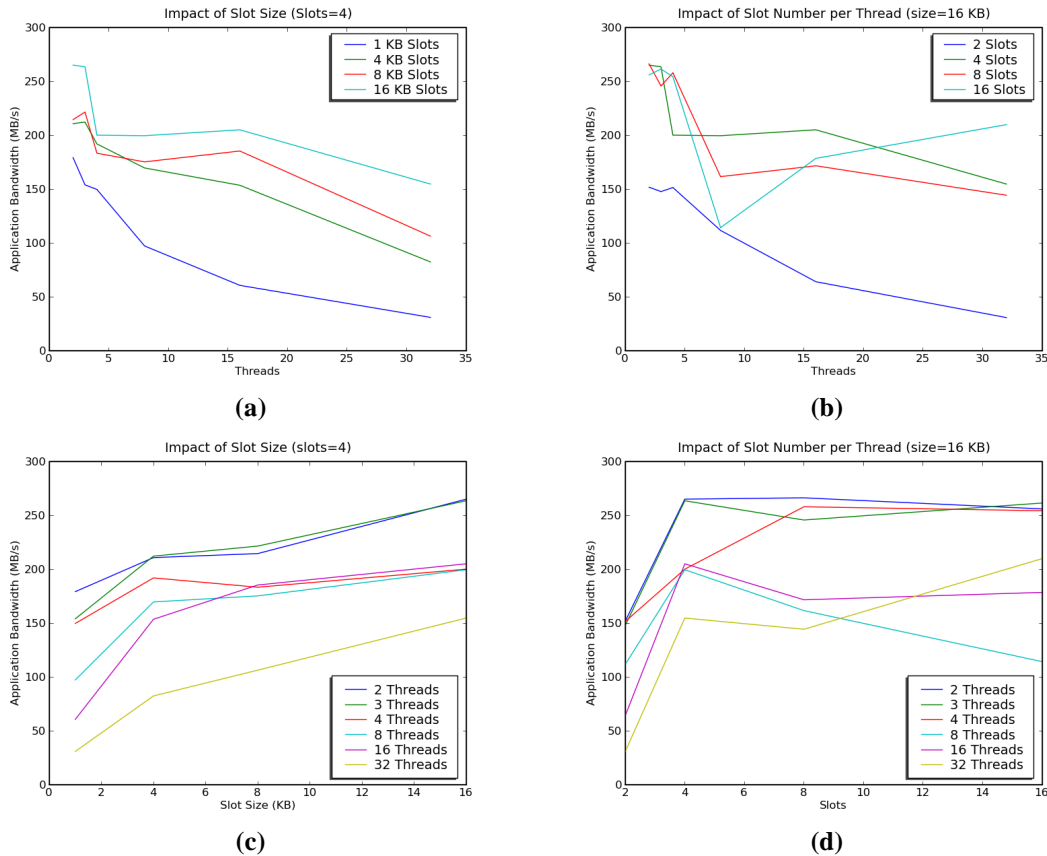 Impact of Slot Size (Slots=4)
300
250
200
150
100
50
0
Application Bandwidth (MB/s)
1 KB Slots
4 KB Slots
8 KB Slots
16 KB Slots
0 5 10 15 20 25 30 35
Threads
(a)
Impact of Slot Number per Thread (size=16 KB)
300
250
200
150
100
50
0
Application Bandwidth (MB/s)
2 Slots
4 Slots
8 Slots
16 Slots
0 5 10 15 20 25 30 35
Threads
(b)
Impact of Slot Size (slots=4)
300
250
200
150
100
50
0
Application Bandwidth (MB/s)
2 Threads
3 Threads
4 Threads
8 Threads
16 Threads
32 Threads
0 2 4 6 8 10 12 14 16
Slot Size (KB)
(c)
Impact of Slot Number per Thread (size=16 KB)
300
250
200
150
100
50
0
Application Bandwidth (MB/s)
2 Threads
3 Threads
4 Threads
8 Threads
16 Threads
32 Threads
2 4 6 8 10 12 14 16
Slots
(d)